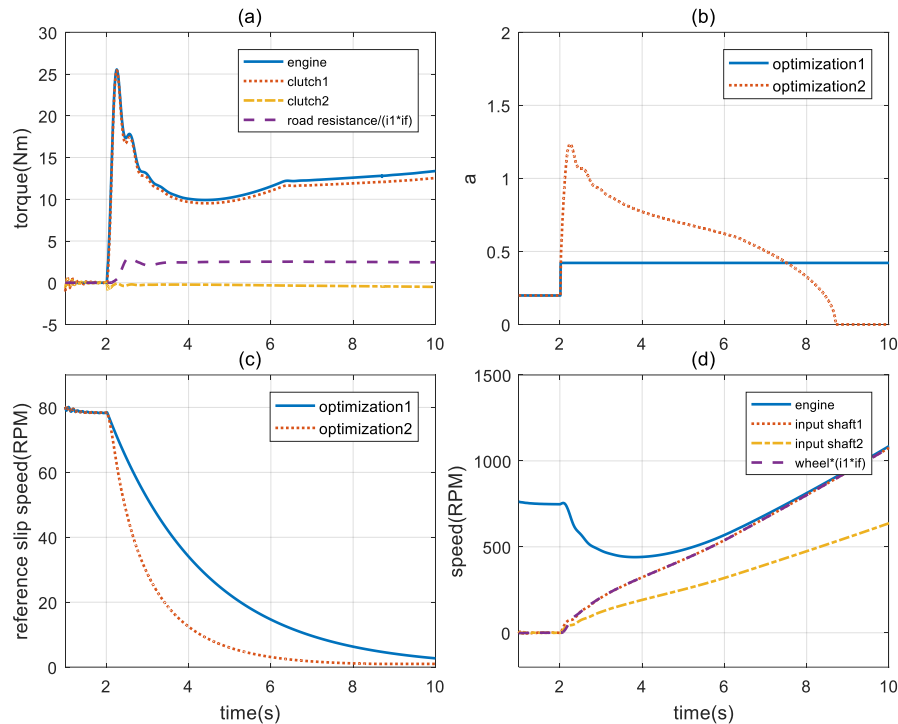 (a)
torque(Nm)
30
25
20
15
10
5
0
-5
engine
clutch1
clutch2
road resistance/(i1*if)
2
4
6
8
10
(b)
a
2
1.5
1
0.5
0
optimization1
optimization2
2
4
6
8
10
(c)
reference slip speed(RPM)
80
60
40
20
0
optimization1
optimization2
2
4
6
8
10
time(s)
(d)
speed(RPM)
1500
1000
500
0
engine
input shaft1
input shaft2
wheel*(i1*if)
2
4
6
8
10
time(s)